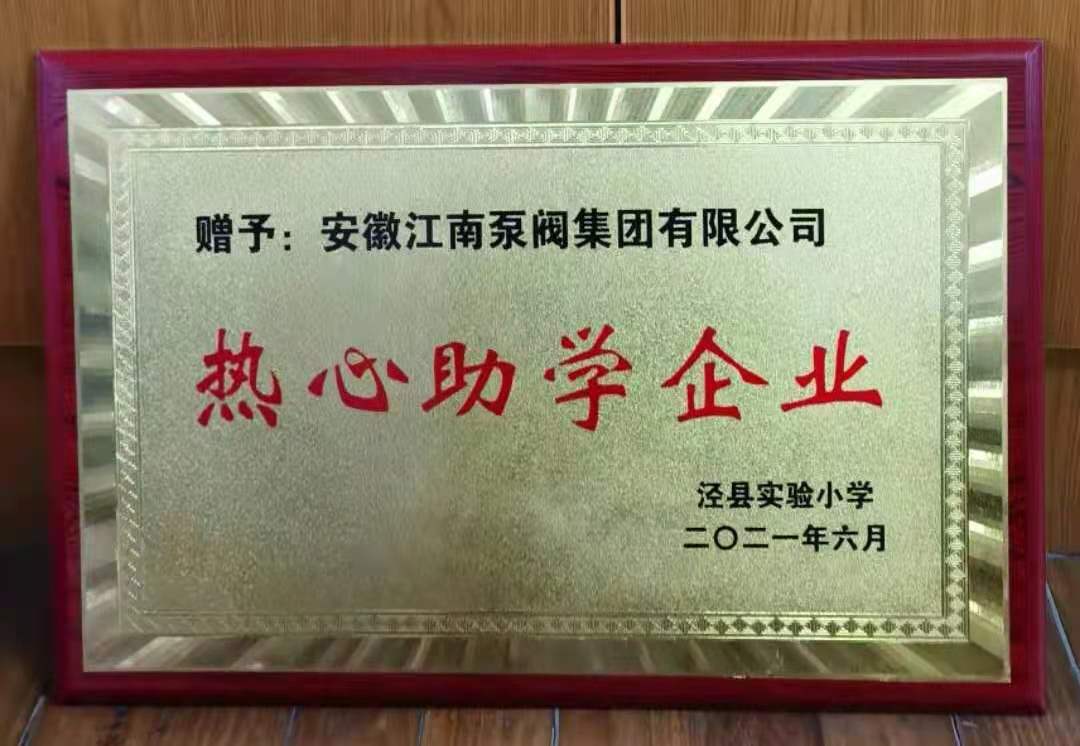 赠予：安徽江南泵阀集团有限公司
热心助学企业
泾县实验小学
二〇二一年六月